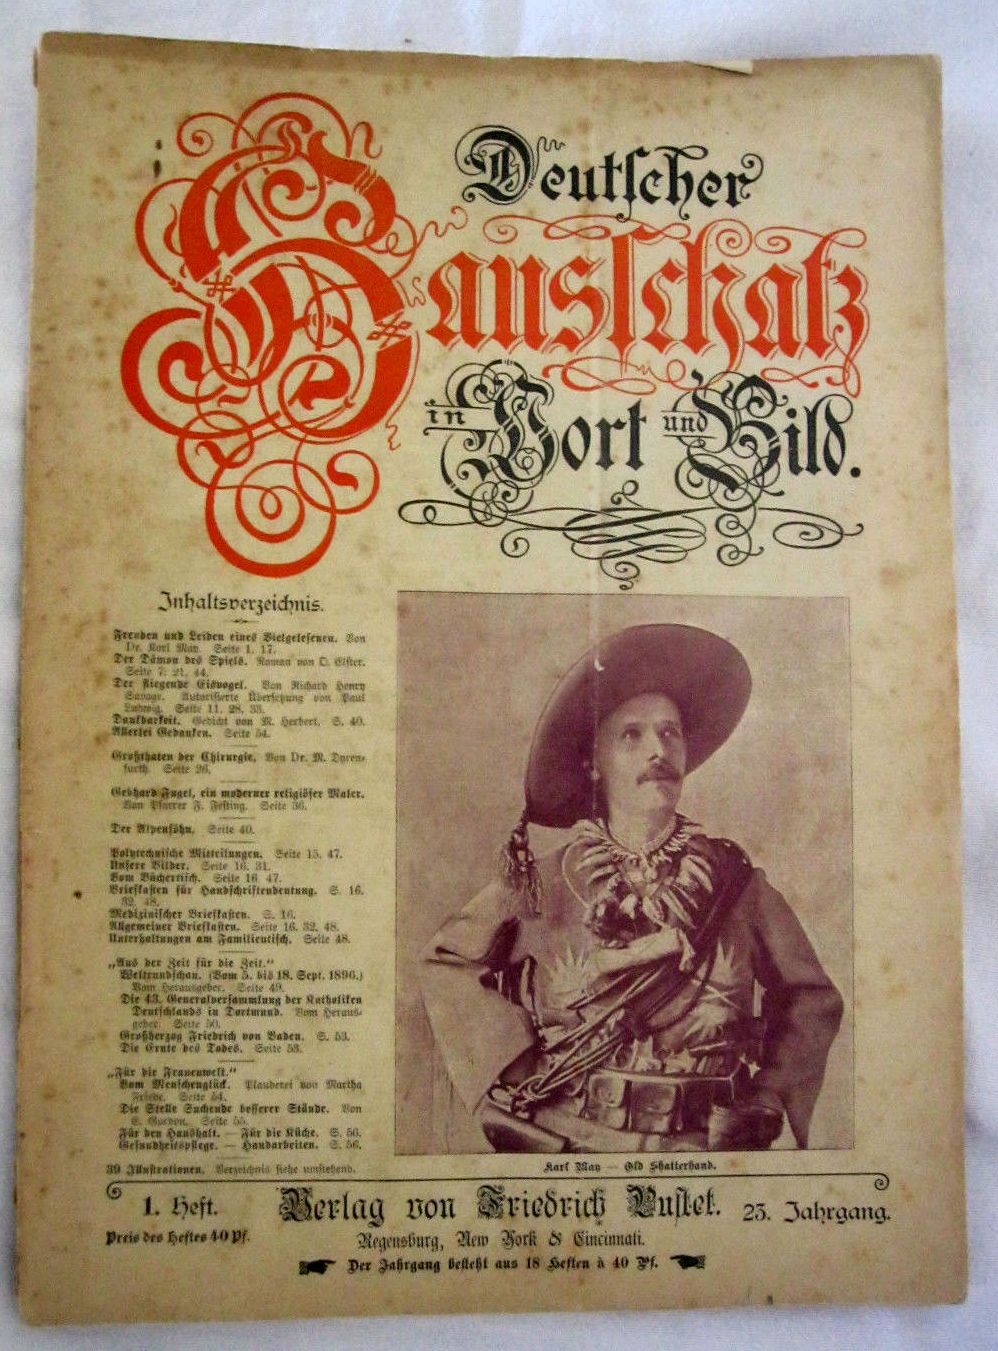 Deutscher
Hausschatz
in Wort und Bild.
Inhaltsverzeichnis.
Freuden und Leiden eines Vielgelesenen. Von
Dr. Karl May. Seite 1. 17.
Der Dämon des Spiels. Roman von O. Elster.
Seite 7. 21. 44.
Der fliegende Eisvogel. Von Richard Henry
Savage. Autorisierte Übersetzung von Paul
Ludwig. Seite 11. 28. 33.
Dankbarkeit. Gedicht von M. Herbert. S. 40.
Allerlei Gedanken. Seite 54.
Großthaten der Chirurgie. Von Dr. M. Dyren-
furth. Seite 26.
Gebhard Fugel, ein moderner religiöser Maler.
Von Pfarrer F. Festing. Seite 36.
Der Alpensohn. Seite 40.
Polytechnische Mitteilungen. Seite 15. 47.
Unsere Bilder. Seite 16. 31.
Vom Büchertisch. Seite 16. 47.
Briefkasten für Handschriftendeutung. S. 16.
32. 48.
Medizinischer Briefkasten. S. 16.
Allgemeiner Briefkasten. Seite 16. 32. 48.
Unterhaltungen am Familientisch. Seite 48.
„Aus der Zeit für die Zeit."
Weltrundschau. (Vom 5. bis 18. Sept. 1896.)
Vom Herausgeber. Seite 49.
Die 43. Generalversammlung der Katholiken
Deutschlands in Dortmund. Vom Heraus-
geber. Seite 50.
Großherzog Friedrich von Baden. S. 53.
Die Ernte des Todes. Seite 53.
„Für die Frauenwelt."
Vom Menschenglück. Plauderei von Martha
Friede. Seite 54.
Die Stelle Suchende besserer Stände. Von
E. Gordon. Seite 55.
Für den Haushalt. — Für die Küche. S. 56.
Gesundheitspflege. — Handarbeiten. S. 56.
39 Illustrationen. Verzeichnis siehe umstehend.
Karl May — Old Shatterhand.
1. Heft.
Preis des Heftes 40 Pf.
Verlag von Friedrich Pustet.
Regensburg, New York & Cincinnati.
Der Jahrgang besteht aus 18 Heften à 40 Pf.
23. Jahrgang.